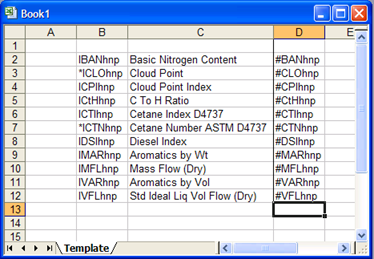 Book1
A B C D E
1
2 IBANhnp Basic Nitrogen Content #BANhnp
3 *ICLOhnp Cloud Point #CLOhnp
4 ICPIhnp Cloud Point Index #CPIhnp
5 ICtHhnp C To H Ratio #CtHhnp
6 ICTIhnp Cetane Index D4737 #CTIhnp
7 *ICTNhnp Cetane Number ASTM D4737 #CTNhnp
8 IDSIhnp Diesel Index #DSIhnp
9 IMARhnp Aromatics by Wt #MARhnp
10 IMFLhnp Mass Flow (Dry) #MFLhnp
11 IVARhnp Aromatics by Vol #VARhnp
12 IVFLhnp Std Ideal Liq Vol Flow (Dry) #VFLhnp
13
14
15
Template